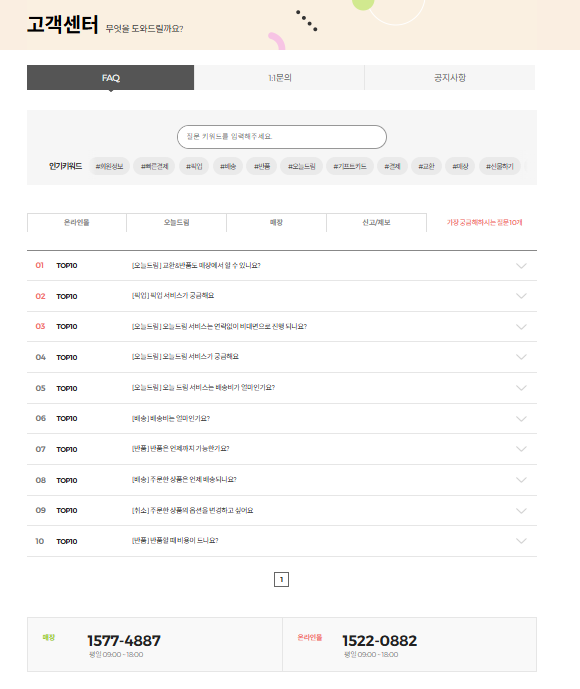 고객센터 무엇을 도와드릴까요?
FAQ 1:1문의 공지사항
질문 키워드를 입력해주세요.
인기키워드 #회원정보 #빠른결제 #픽업 #배송 #반품 #오늘드림 #기프트카드 #결제 #교환 #매장 #선물하기
온라인몰 오늘드림 매장 신고/제보 가장 궁금해하시는 질문10개
01 TOP10 [오늘드림] 교환&반품도 매장에서 할 수 있나요?
02 TOP10 [픽업] 픽업 서비스가 궁금해요
03 TOP10 [오늘드림] 오늘드림 서비스는 연락없이 비대면으로 진행 되나요?
04 TOP10 [오늘드림] 오늘드림 서비스가 궁금해요
05 TOP10 [오늘드림] 오늘 드림 서비스는 배송비가 얼마인가요?
06 TOP10 [배송] 배송비는 얼마인가요?
07 TOP10 [반품] 반품은 언제까지 가능한가요?
08 TOP10 [배송] 주문한 상품은 언제 배송되나요?
09 TOP10 [취소] 주문한 상품의 옵션을 변경하고 싶어요
10 TOP10 [반품] 반품할 때 비용이 드나요?
1
매장 1577-4887 온라인몰 1522-0882
평일 09:00 ~ 18:00 평일 09:00 ~ 18:00